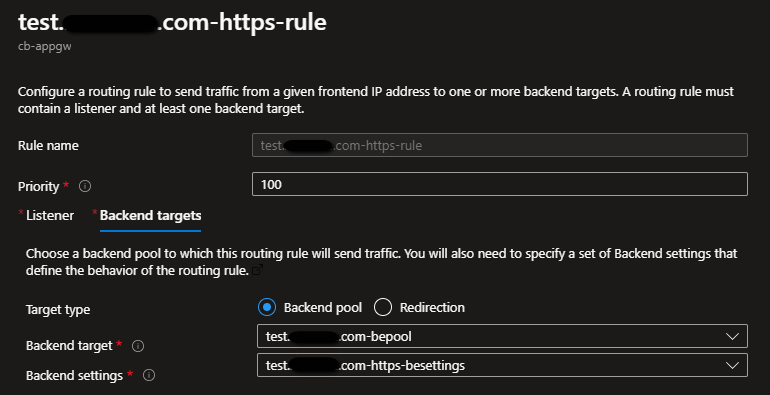 test. .com-https-rule
cb-appgw
Configure a routing rule to send traffic from a given frontend IP address to one or more backend targets. A routing rule must
contain a listener and at least one backend target.
Rule name
test. .com-https-rule
Priority *
100
* Listener
* Backend targets
Choose a backend pool to which this routing rule will send traffic. You will also need to specify a set of Backend settings that
define the behavior of the routing rule.
Target type
Backend pool
Redirection
Backend target *
test. .com-bepool
Backend settings *
test. .com-https-besettings